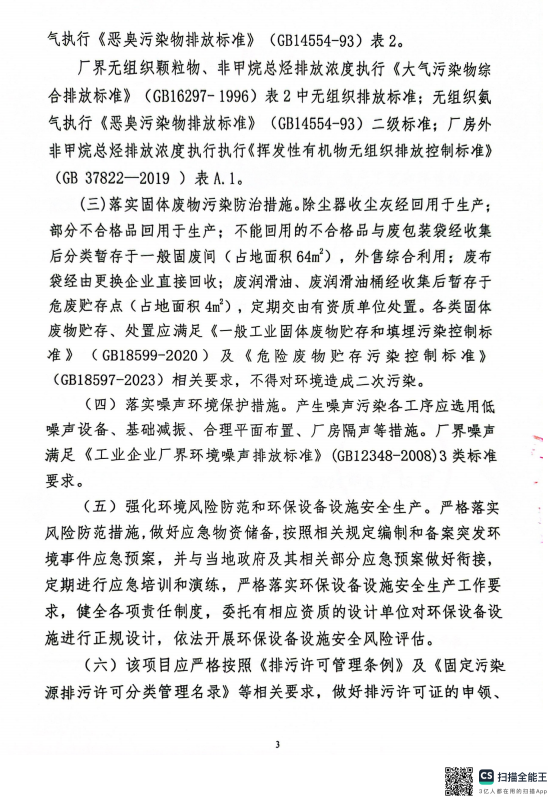 气执行《恶臭污染物排放标准》（GB14554-93）表 2。
厂界无组织颗粒物、非甲烷总烃排放浓度执行《大气污染物综
合排放标准》（GB16297-1996）表 2 中无组织排放标准；无组织氨
气执行《恶臭污染物排放标准》（GB14554-93）二级标准；厂房外
非甲烷总烃排放浓度执行执行《挥发性有机物无组织排放控制标准》
（GB 37822—2019 ）表 A.1。
(三)落实固体废物污染防治措施。除尘器收尘灰经回用于生产；
部分不合格品回用于生产；不能回用的不合格品与废包装袋经收集
后分类暂存于一般固废间（占地面积 64㎡），外售综合利用；废布
袋经由更换企业直接回收；废润滑油、废润滑油桶经收集后暂存于
危废贮存点（占地面积 4㎡），定期交由有资质单位处置。各类固体
废物贮存、处置应满足《一般工业固体废物贮存和填埋污染控制标
准》（GB18599-2020）及《危险废物贮存污染控制标准》
（GB18597-2023）相关要求，不得对环境造成二次污染。
（四）落实噪声环境保护措施。产生噪声污染各工序应选用低
噪声设备、基础减振、合理平面布置、厂房隔声等措施。厂界噪声
满足《工业企业厂界环境噪声排放标准》(GB12348-2008)3 类标准
要求。
（五）强化环境风险防范和环保设备设施安全生产。严格落实
风险防范措施,做好应急物资储备,按照相关规定编制和备案突发环
境事件应急预案，并与当地政府及其相关部分应急预案做好衔接，
定期进行应急培训和演练，严格落实环保设备设施安全生产工作要
求，健全各项责任制度，委托有相应资质的设计单位对环保设备设
施进行正规设计，依法开展环保设备设施安全风险评估。
（六）该项目应严格按照《排污许可管理条例》及《固定污染
源排污许可分类管理名录》等相关要求，做好排污许可证的申领、
3
CS 扫描全能王
3亿人都在用的扫描App